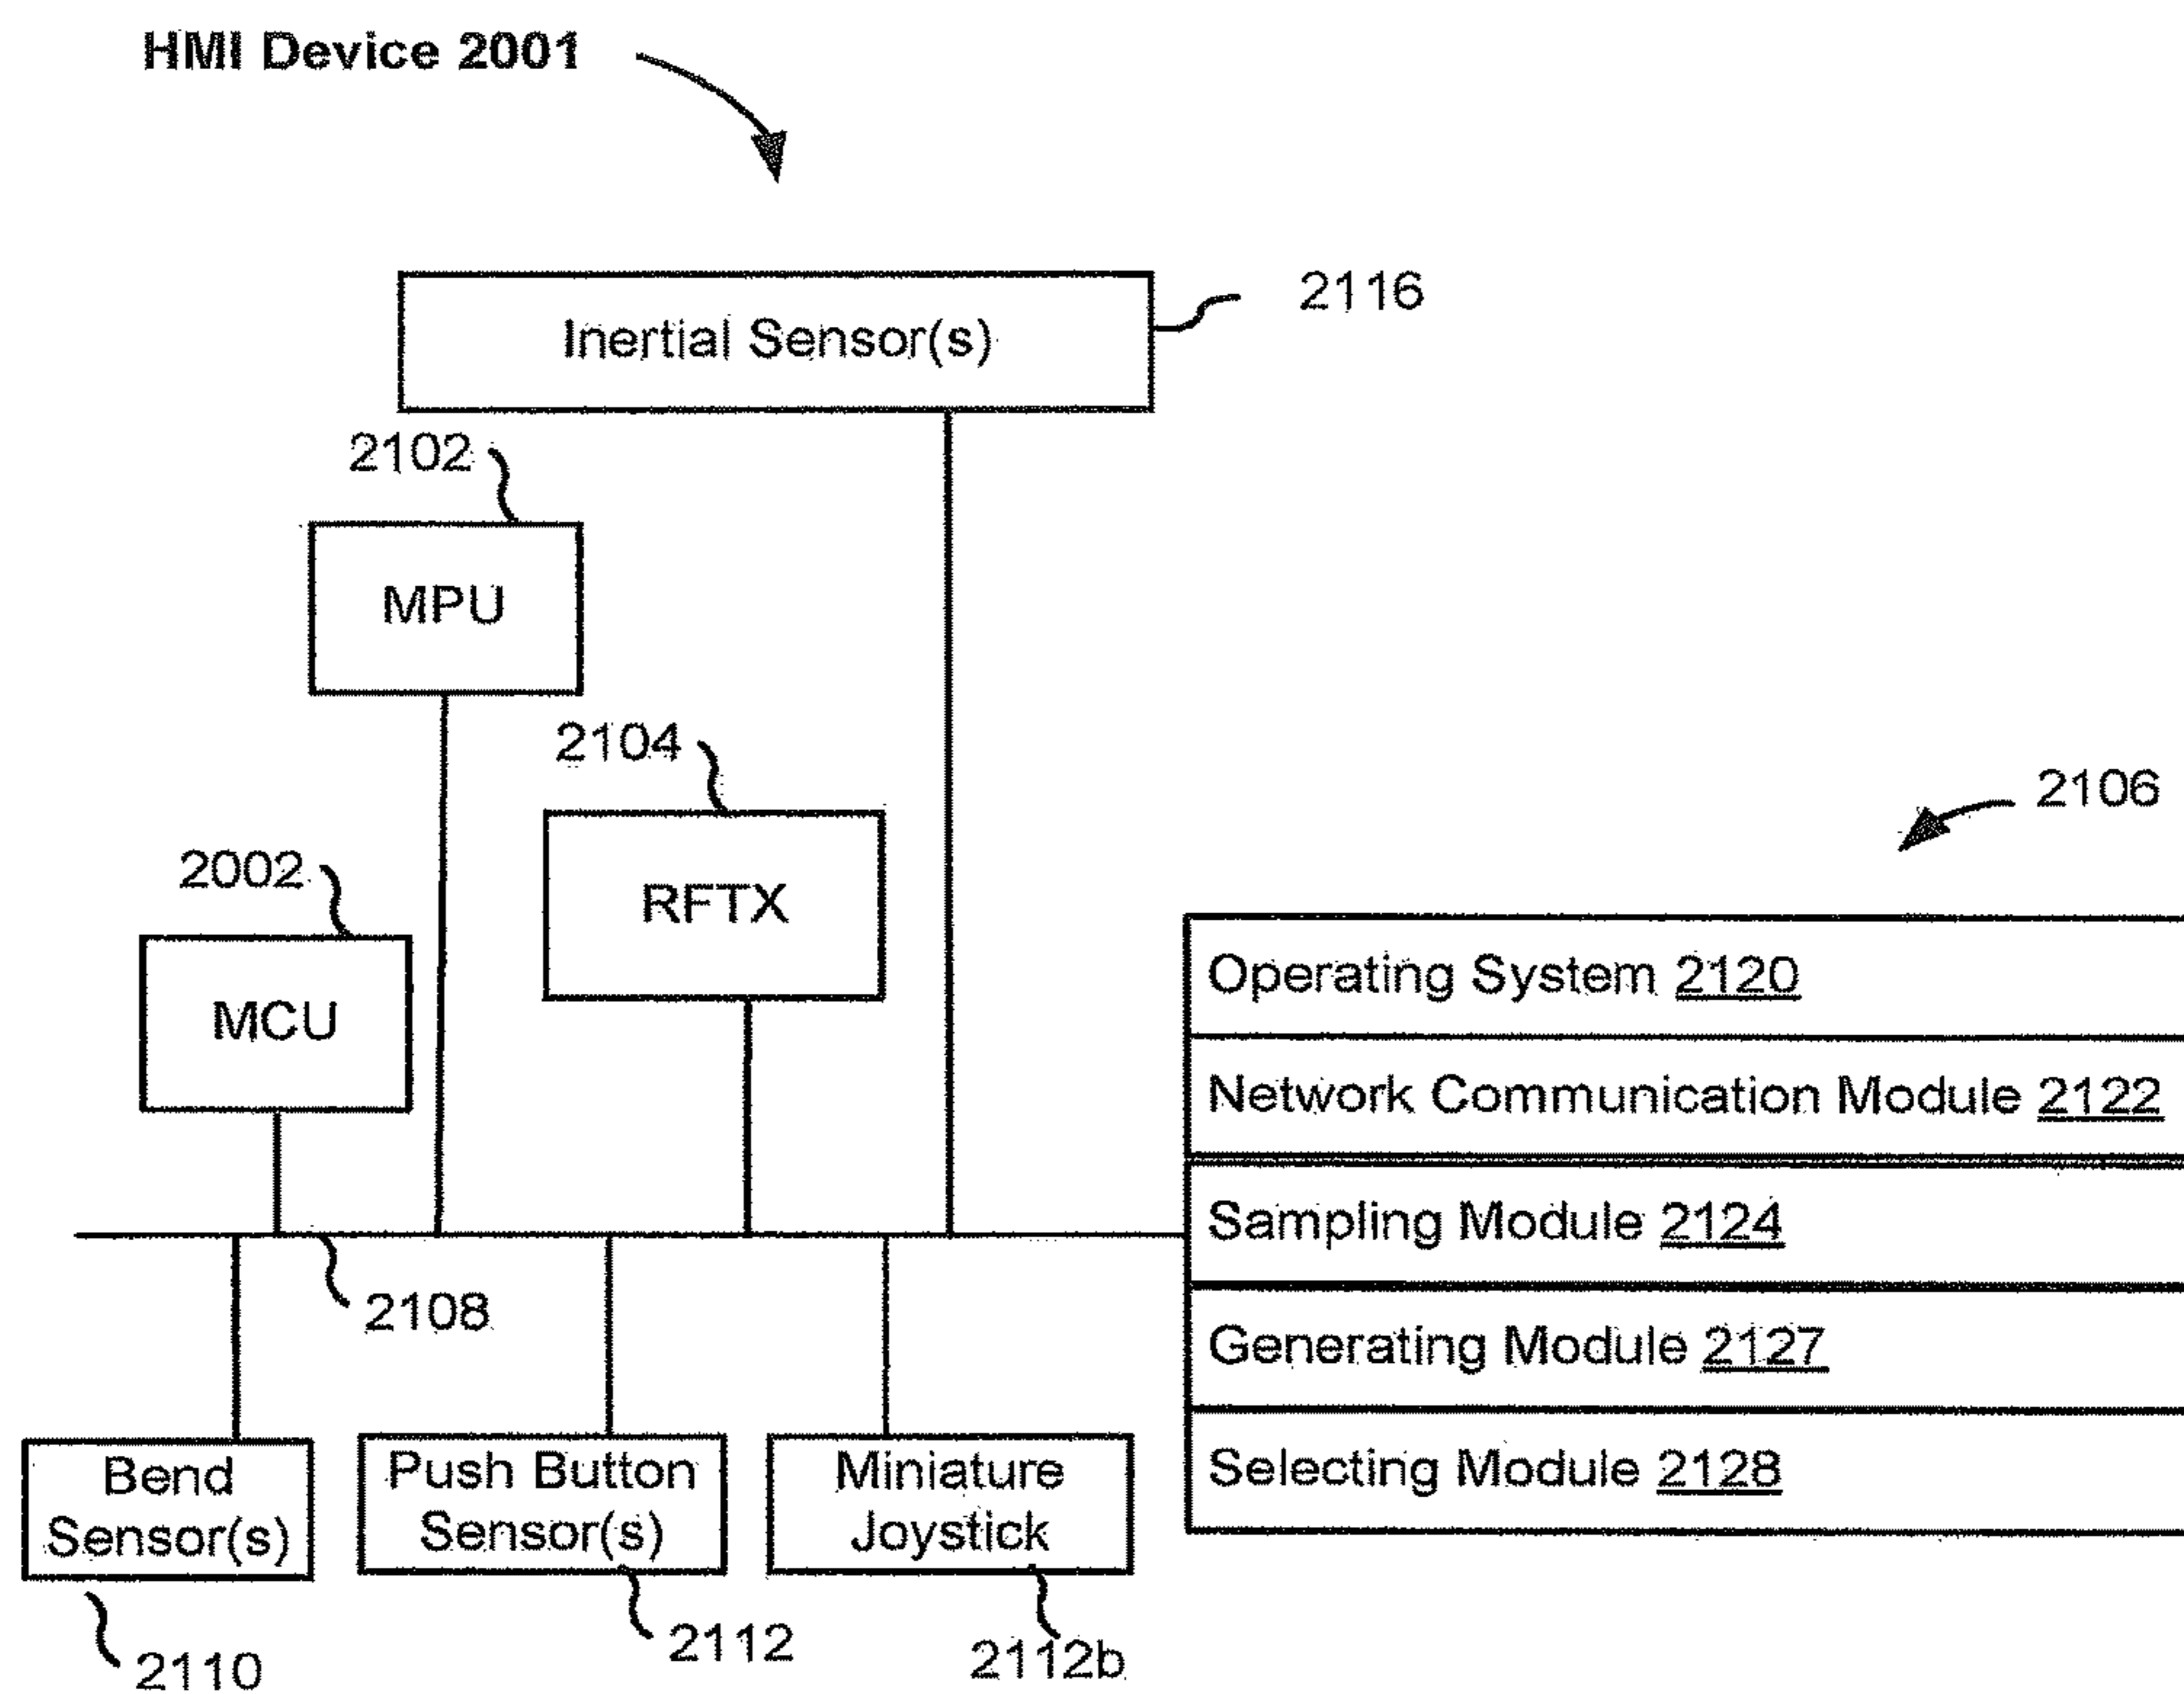 HMI Device 2001
Inertial Sensor(s)
2116
2102
MPU
2104
RFTX
2106
2002
MCU
Operating System 2120
Network Communication Module 2122
Sampling Module 2124
Generating Module 2127
Selecting Module 2128
2108
Bend
Sensor(s)
2110
Push Button
Sensor(s)
2112
Miniature
Joystick
2112b